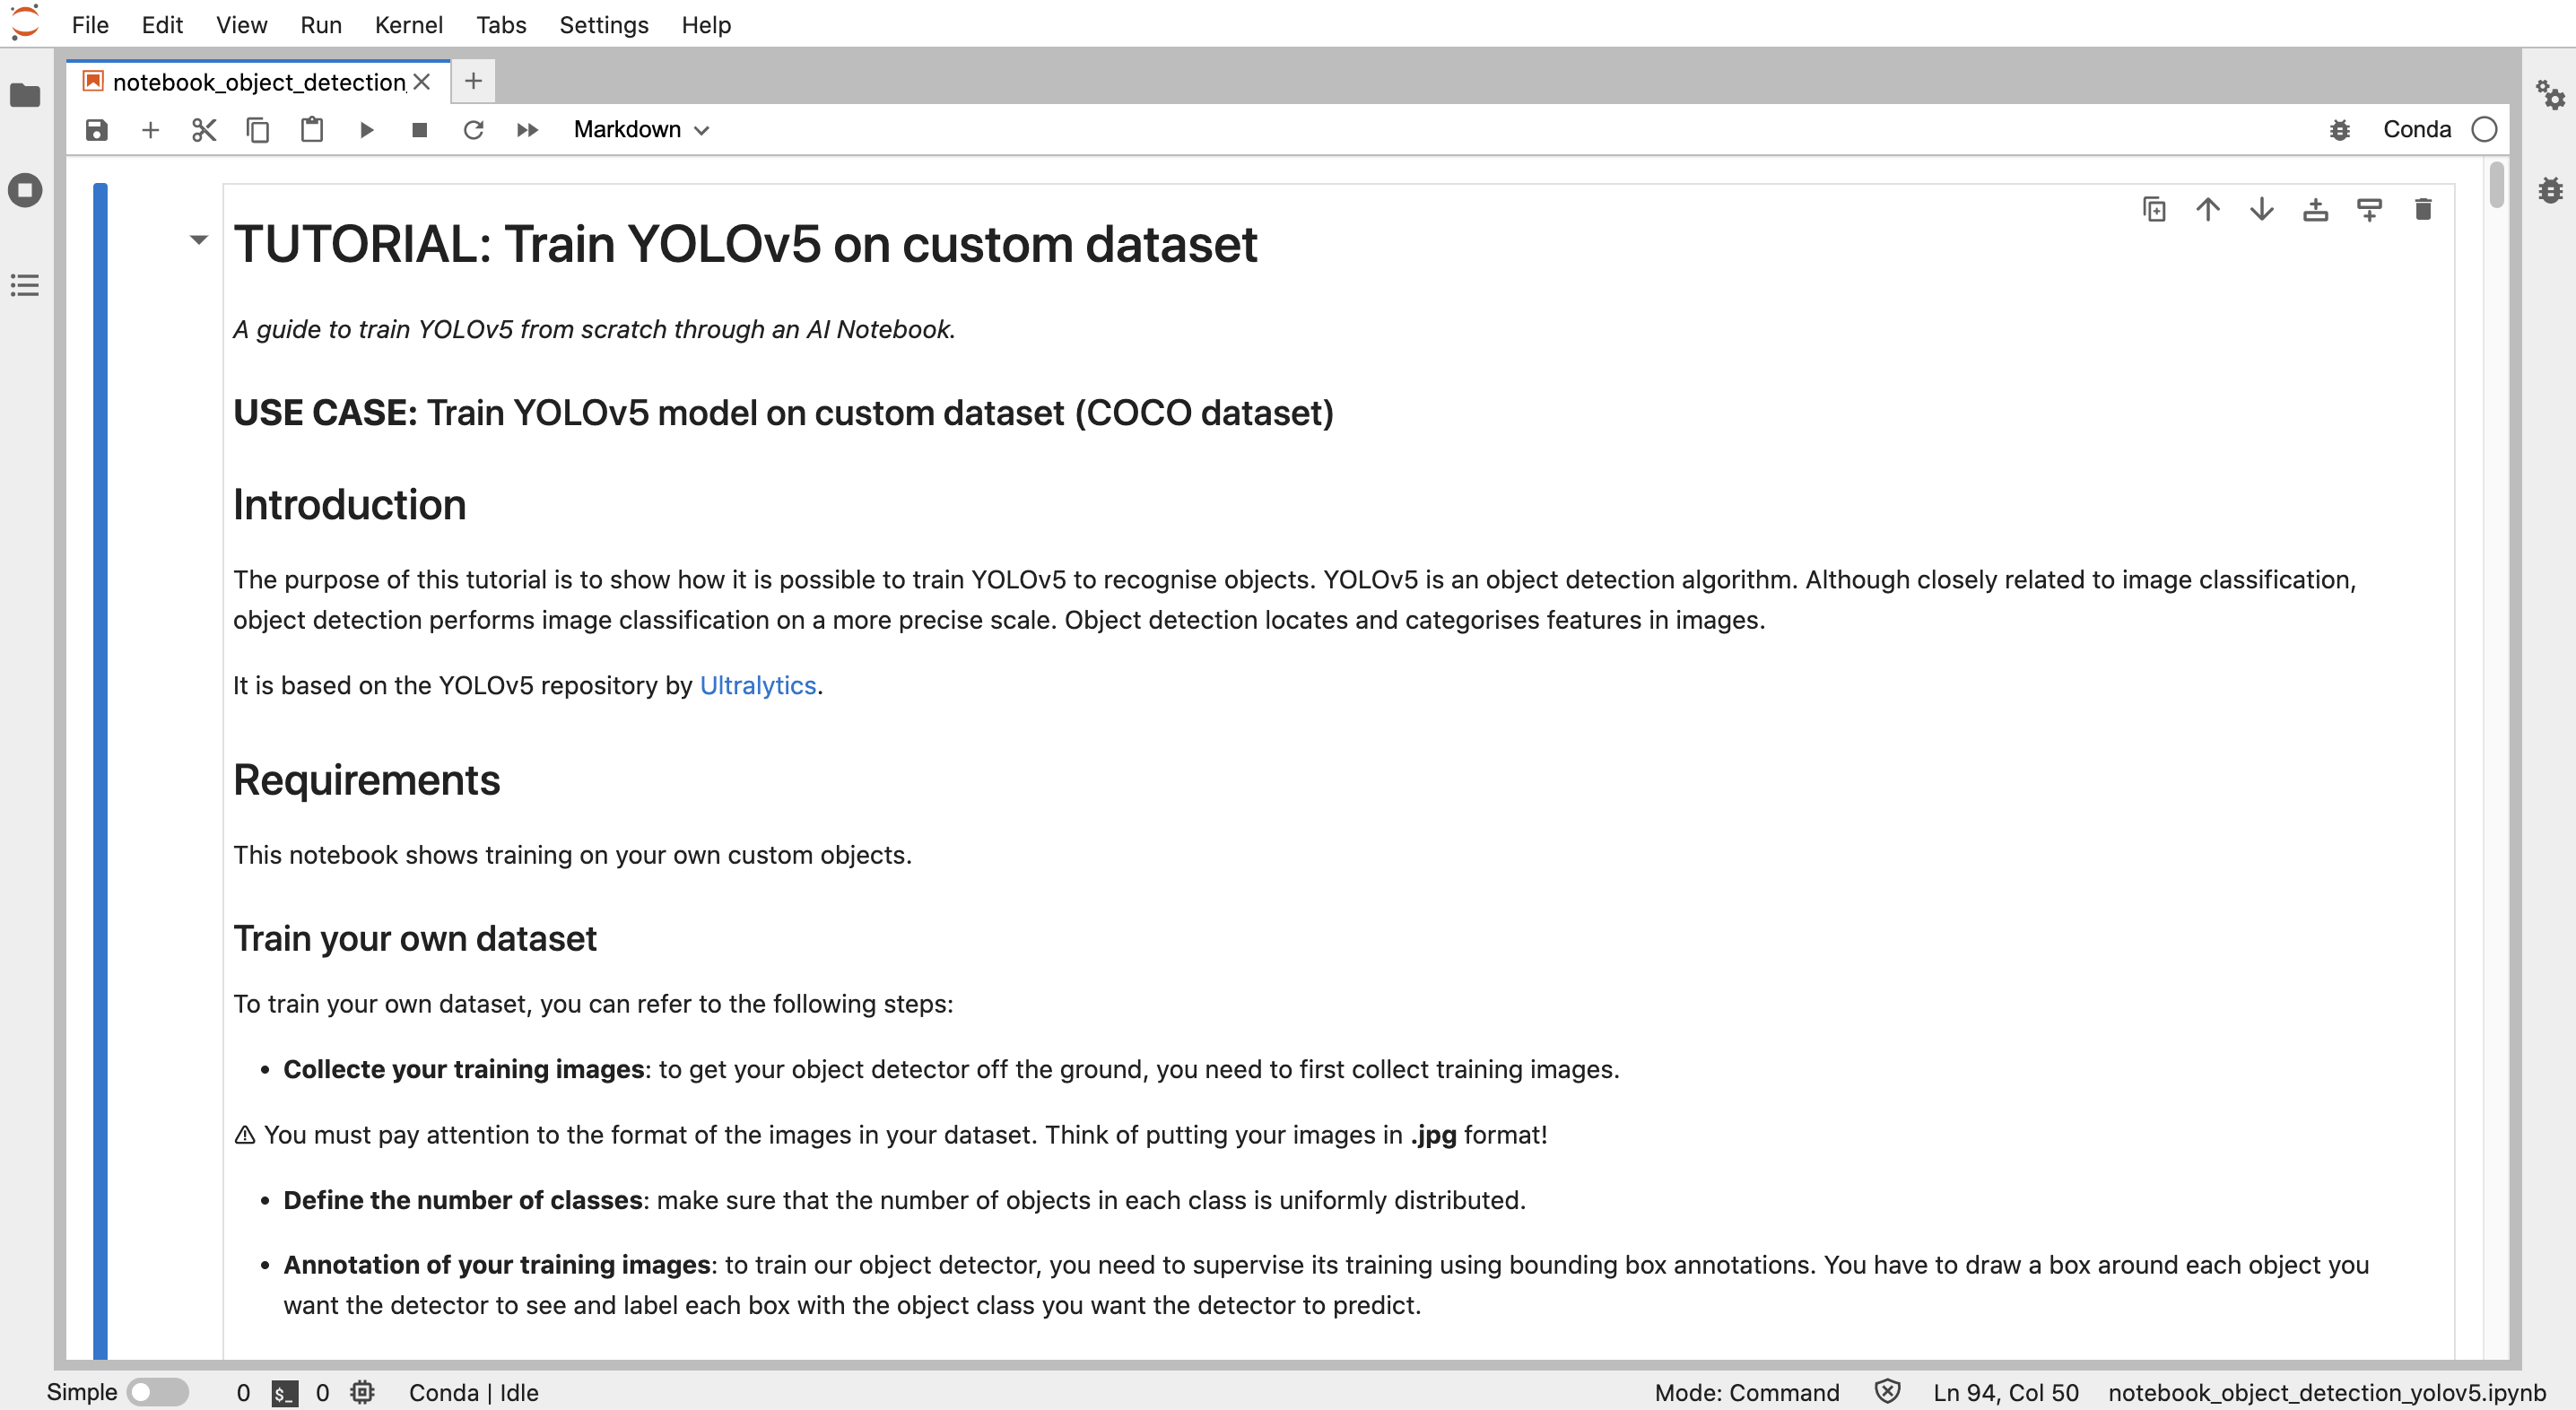 File Edit View Run Kernel Tabs Settings Help
notebook_object_detection_
Markdown
Conda
TUTORIAL: Train YOLOv5 on custom dataset
A guide to train YOLOv5 from scratch through an AI Notebook.
USE CASE: Train YOLOv5 model on custom dataset (COCO dataset)
Introduction
The purpose of this tutorial is to show how it is possible to train YOLOv5 to recognise objects. YOLOv5 is an object detection algorithm. Although closely related to image classification,
object detection performs image classification on a more precise scale. Object detection locates and categorises features in images.
It is based on the YOLOv5 repository by Ultralytics.
Requirements
This notebook shows training on your own custom objects.
Train your own dataset
To train your own dataset, you can refer to the following steps:
• Collecte your training images: to get your object detector off the ground, you need to first collect training images.
⚠ You must pay attention to the format of the images in your dataset. Think of putting your images in .jpg format!
• Define the number of classes: make sure that the number of objects in each class is uniformly distributed.
• Annotation of your training images: to train our object detector, you need to supervise its training using bounding box annotations. You have to draw a box around each object you
want the detector to see and label each box with the object class you want the detector to predict.
Simple 0 $_ 0 Conda | Idle Mode: Command Ln 94, Col 50 notebook_object_detection_yolov5.ipynb